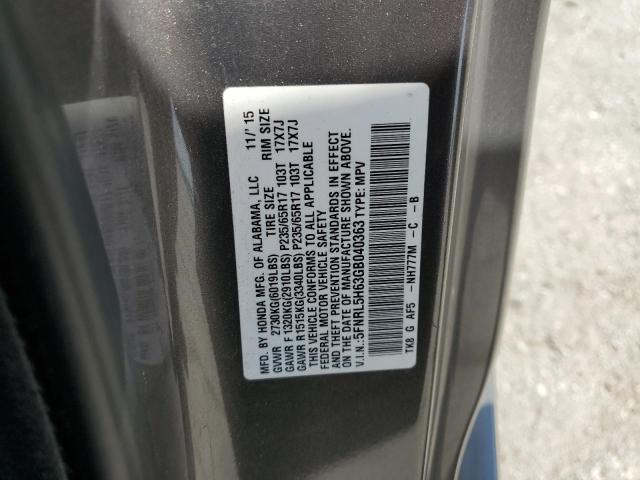 MFD. BY HONDA MFG. OF ALABAMA, LLC 11/'15
GVWR 2730KG(6019LBS) TIRE SIZE RIM SIZE
GAWR F 1320KG(2910LBS) P235/65R17 103T 17X7J
GAWR R1515KG(3340LBS) P235/65R17 103T 17X7J
THIS VEHICLE CONFORMS TO ALL APPLICABLE
FEDERAL MOTOR VEHICLE SAFETY
AND THEFT PREVENTION STANDARDS IN EFFECT
ON THE DATE OF MANUFACTURE SHOWN ABOVE.
V.I.N.:5FNRL5H63GB040363 TYPE: MPV
TK8 G AF5 -NH777M -C -B